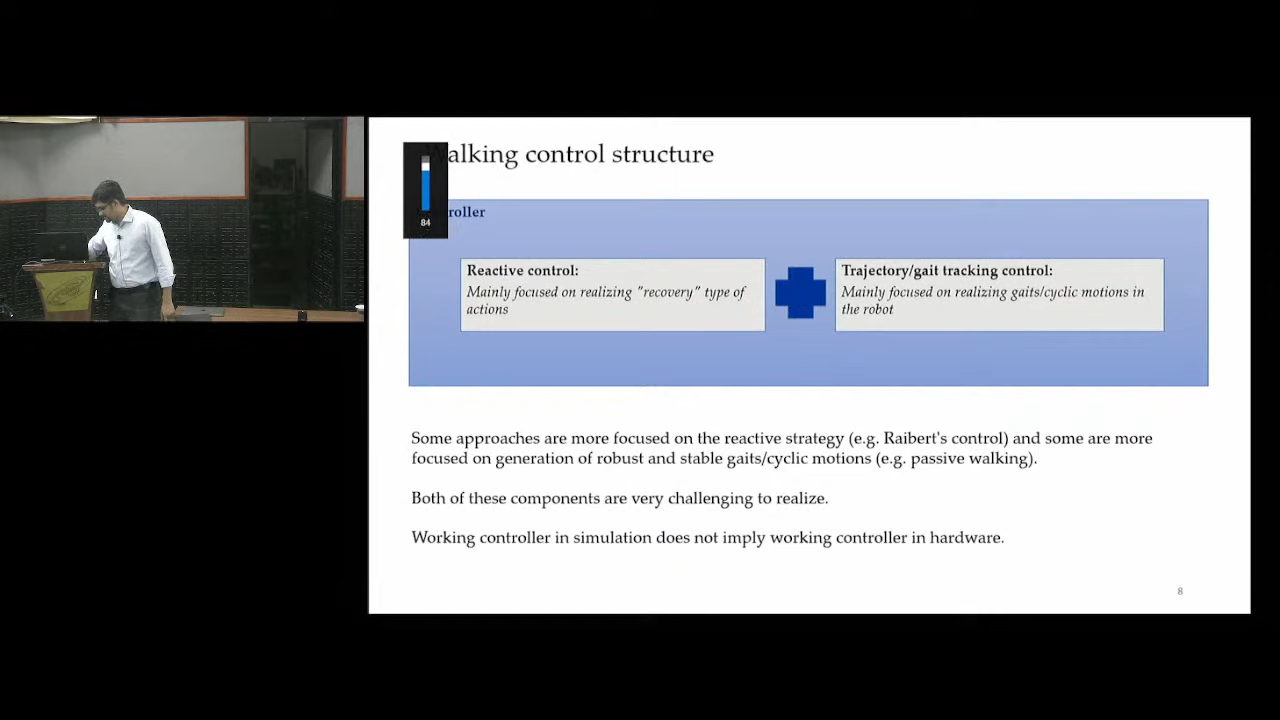 alking control structure
84
roller
Reactive control:
Mainly focused on realizing "recovery" type of
actions
Trajectory/gait tracking control:
Mainly focused on realizing gaits/cyclic motions in
the robot
Some approaches are more focused on the reactive strategy (e.g. Raibert's control) and some are more
focused on generation of robust and stable gaits/cyclic motions (e.g. passive walking).
Both of these components are very challenging to realize.
Working controller in simulation does not imply working controller in hardware.
8